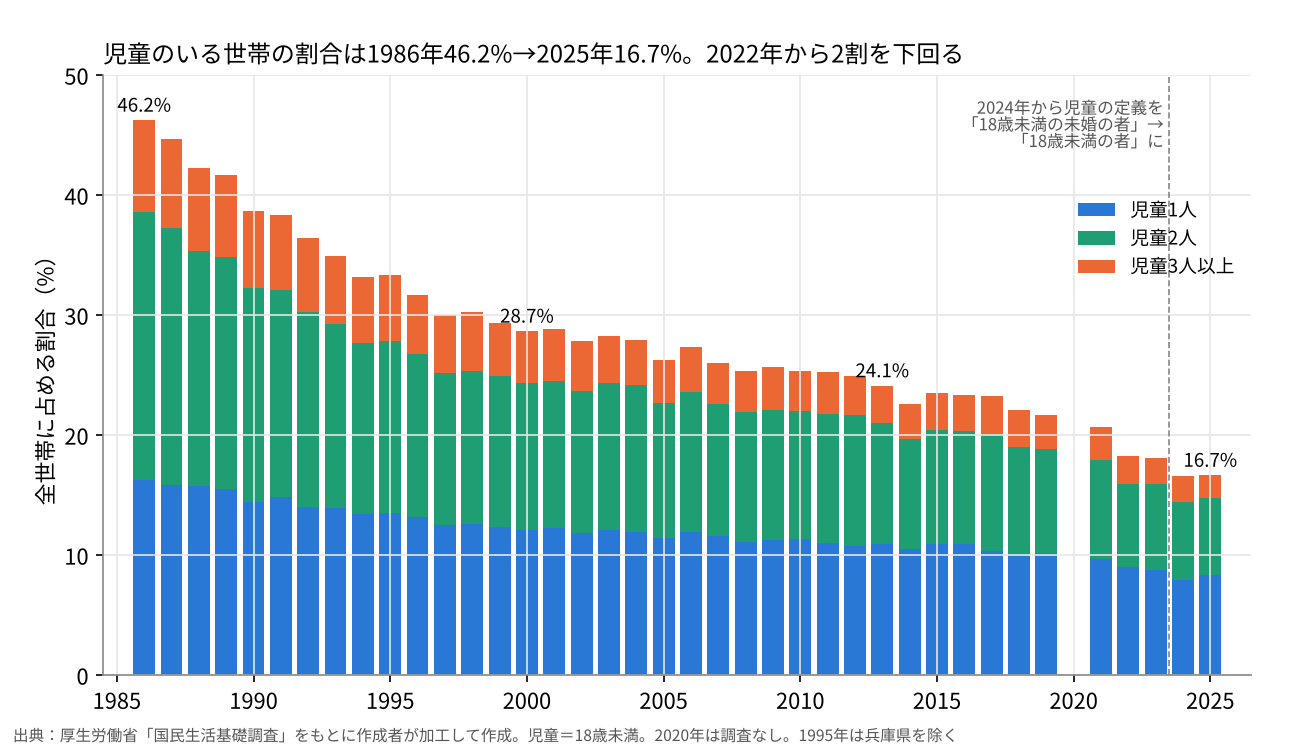 児童のいる世帯の割合は1986年46.2%→2025年16.7%。2022年から2割を下回る
50
40
30
20
10
0
全世帯に占める割合（%）
46.2%
28.7%
24.1%
16.7%
2024年から児童の定義を
「18歳未満の未婚の者」→
「18歳未満の者」に
児童1人
児童2人
児童3人以上
1985 1990 1995 2000 2005 2010 2015 2020 2025
出典：厚生労働省「国民生活基礎調査」をもとに作成者が加工して作成。児童＝18歳未満。2020年は調査なし。1995年は兵庫県を除く